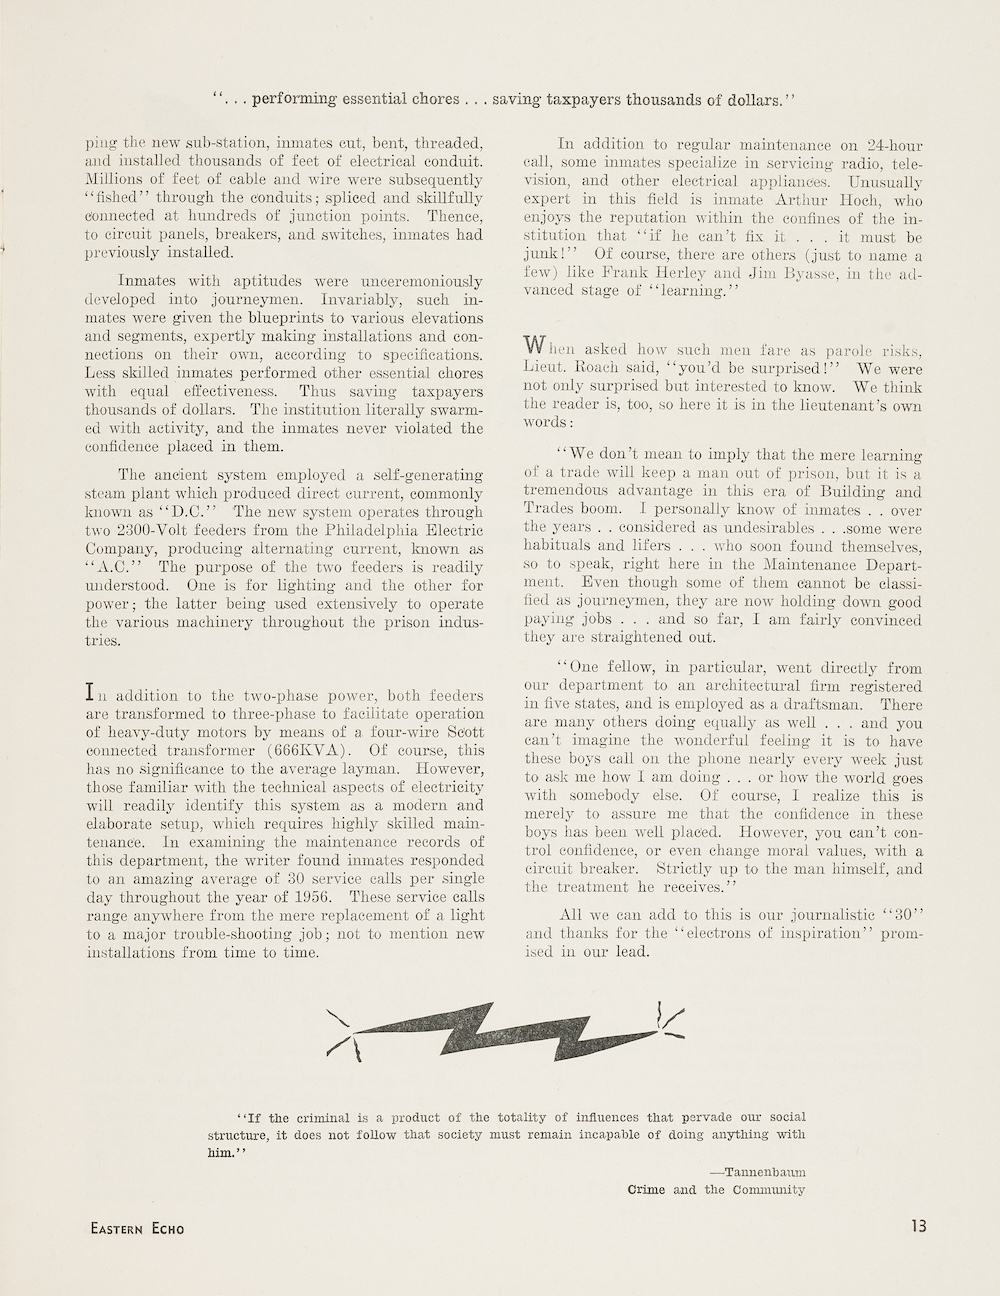 “. . . performing essential chores . . . saving taxpayers thousands of dollars.”
ping the new sub-station, inmates cut, bent, threaded,
and installed thousands of feet of electrical conduit.
Millions of feet of cable and wire were subsequently
“fished” through the conduits; spliced and skillfully
connected at hundreds of junction points. Thence,
to circuit panels, breakers, and switches, inmates had
previously installed.
Inmates with aptitudes were unceremoniously
developed into journeymen. Invariably, such in-
mates were given the blueprints to various elevations
and segments, expertly making installations and con-
nections on their own, according to specifications.
Less skilled inmates performed other essential chores
with equal effectiveness. Thus saving taxpayers
thousands of dollars. The institution literally swarm-
ed with activity, and the inmates never violated the
confidence placed in them.
The ancient system employed a self-generating
steam plant which produced direct current, commonly
known as “D.C.” The new system operates through
two 2300-Volt feeders from the Philadelphia Electric
Company, producing alternating current, known as
“A.C.” The purpose of the two feeders is readily
understood. One is for lighting and the other for
power; the latter being used extensively to operate
the various machinery throughout the prison indus-
tries.
In addition to the two-phase power, both feeders
are transformed to three-phase to facilitate operation
of heavy-duty motors by means of a four-wire Scott
connected transformer (666KVA). Of course, this
has no significance to the average layman. However,
those familiar with the technical aspects of electricity
will readily identify this system as a modern and
elaborate setup, which requires highly skilled main-
tenance. In examining the maintenance records of
this department, the writer found inmates responded
to an amazing average of 30 service calls per single
day throughout the year of 1956. These service calls
range anywhere from the mere replacement of a light
to a major trouble-shooting job; not to mention new
installations from time to time.
In addition to regular maintenance on 24-hour
call, some inmates specialize in servicing radio, tele-
vision, and other electrical appliances. Unusually
expert in this field is inmate Arthur Hoch, who
enjoys the reputation within the confines of the in-
stitution that “if he can’t fix it . . . it must be
junk!” Of course, there are others (just to name a
few) like Frank Herley and Jim Byasse, in the ad-
vanced stage of “learning.”
When asked how such men fare as parole risks,
Lieut. Roach said, “you’d be surprised!” We were
not only surprised but interested to know. We think
the reader is, too, so here it is in the lieutenant’s own
words:
“We don’t mean to imply that the mere learning
of a trade will keep a man out of prison, but it is a
tremendous advantage in this era of Building and
Trades boom. I personally know of inmates . . over
the years . . considered as undesirables . . .some were
habituals and lifers . . . who soon found themselves,
so to speak, right here in the Maintenance Depart-
ment. Even though some of them cannot be classi-
fied as journeymen, they are now holding down good
paying jobs . . . and so far, I am fairly convinced
they are straightened out.
“One fellow, in particular, went directly from
our department to an architectural firm registered
in five states, and is employed as a draftsman. There
are many others doing equally as well . . . and you
can’t imagine the wonderful feeling it is to have
these boys call on the phone nearly every week just
to ask me how I am doing . . . or how the world goes
with somebody else. Of course, I realize this is
merely to assure me that the confidence in these
boys has been well placed. However, you can’t con-
trol confidence, or even change moral values, with a
circuit breaker. Strictly up to the man himself, and
the treatment he receives.”
All we can add to this is our journalistic “30”
and thanks for the “electrons of inspiration” prom-
ised in our lead.
“If the criminal is a product of the totality of influences that pervade our social
structure, it does not follow that society must remain incapable of doing anything with
him.”
—Tannenbaum
Crime and the Community
EASTERN ECHO
13